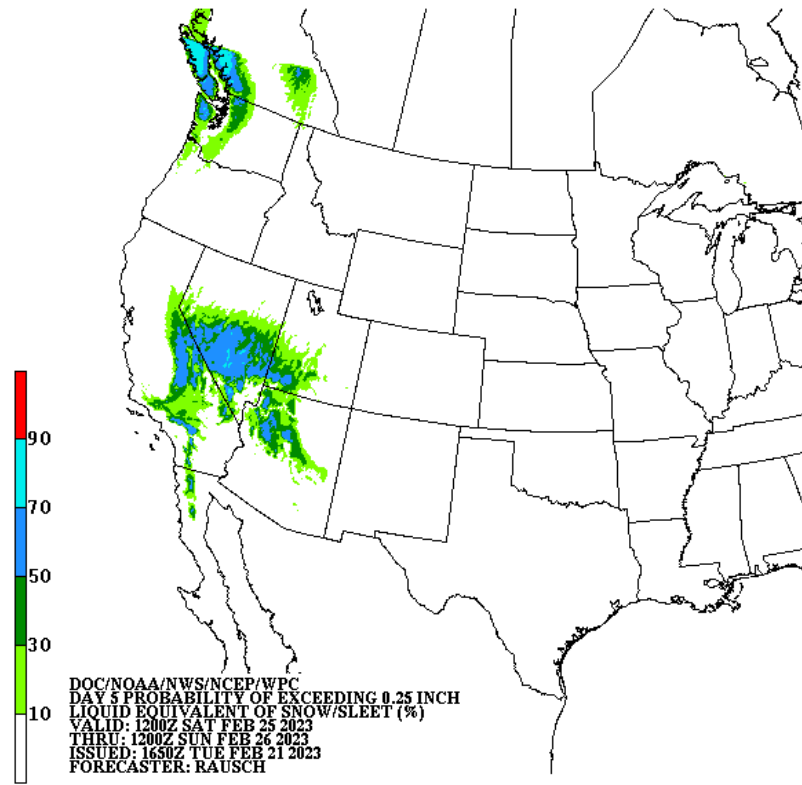 90
70
50
30
10
DOC/NOAA/NWS/NCEP/WPC
DAY 5 PROBABILITY OF EXCEEDING 0.25 INCH
LIQUID EQUIVALENT OF SNOW/SLEET (%)
VALID: 1200Z SAT FEB 25 2023
THRU: 1200Z SUN FEB 26 2023
ISSUED: 1650Z TUE FEB 21 2023
FORECASTER: RAUSCH